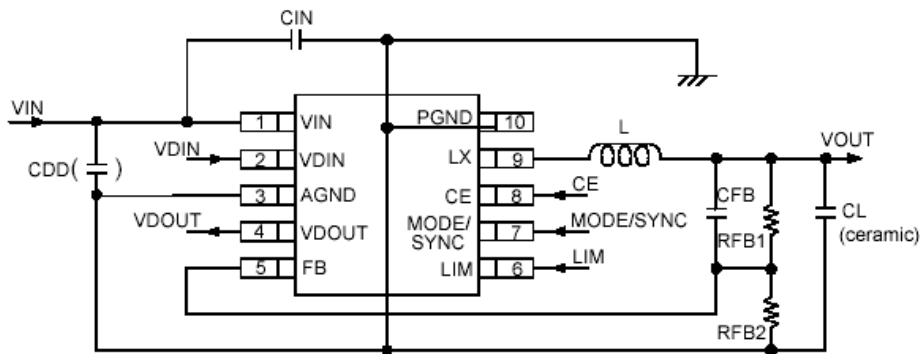 CIN
VIN
1 VIN
PGND 10
L
VOUT
VDIN
2 VDIN
LX 9
CDD( )
CE
3 AGND
CE 8
CFB
VDOUT
4 VDOUT
MODE/
SYNC
7
MODE/SYNC
RFB1
CL
(ceramic)
5 FB
LIM 6
LIM
RFB2